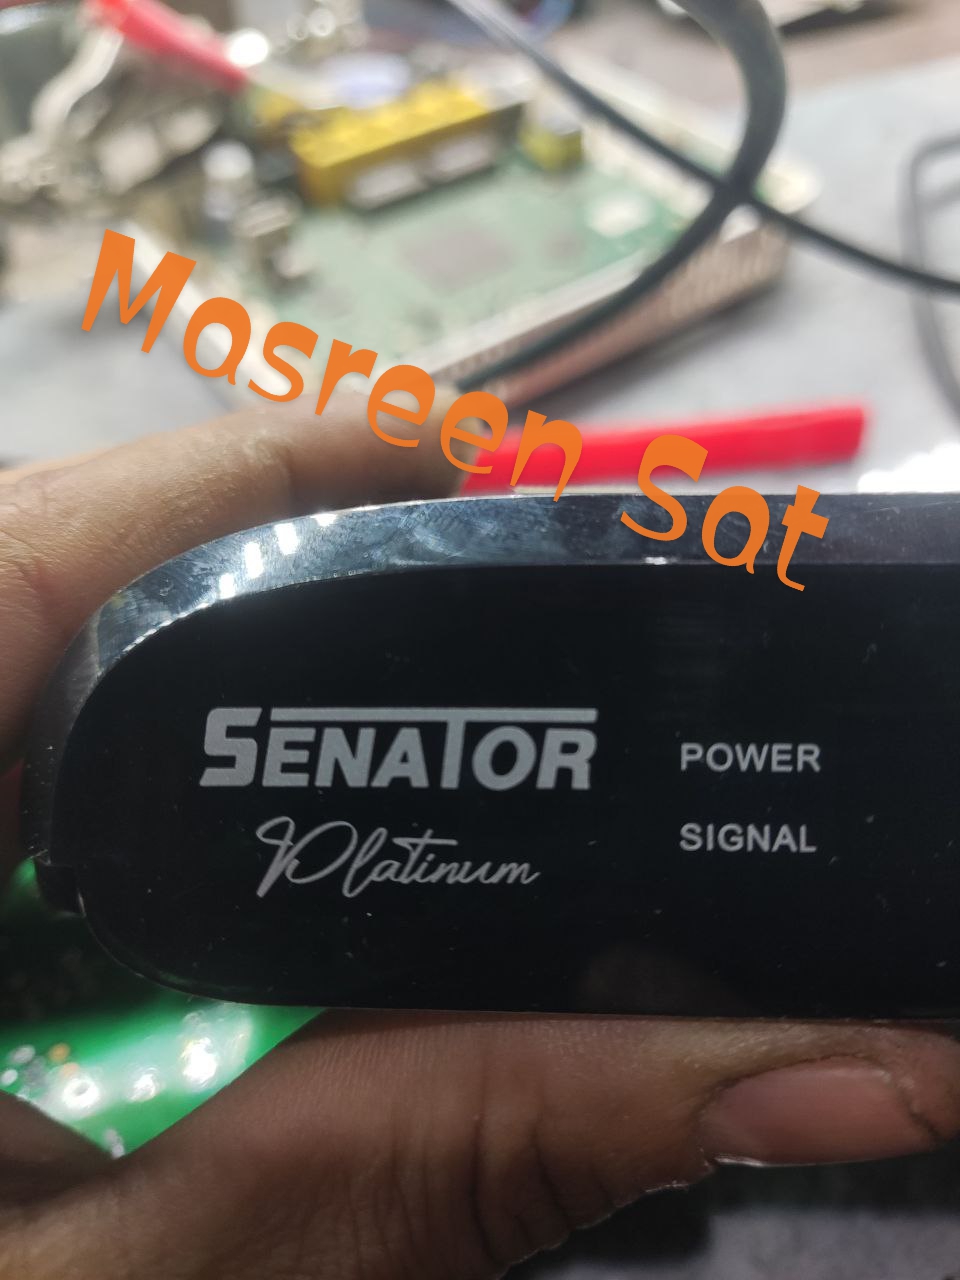 Masreen Sat
SENATOR
Platinum
POWER
SIGNAL